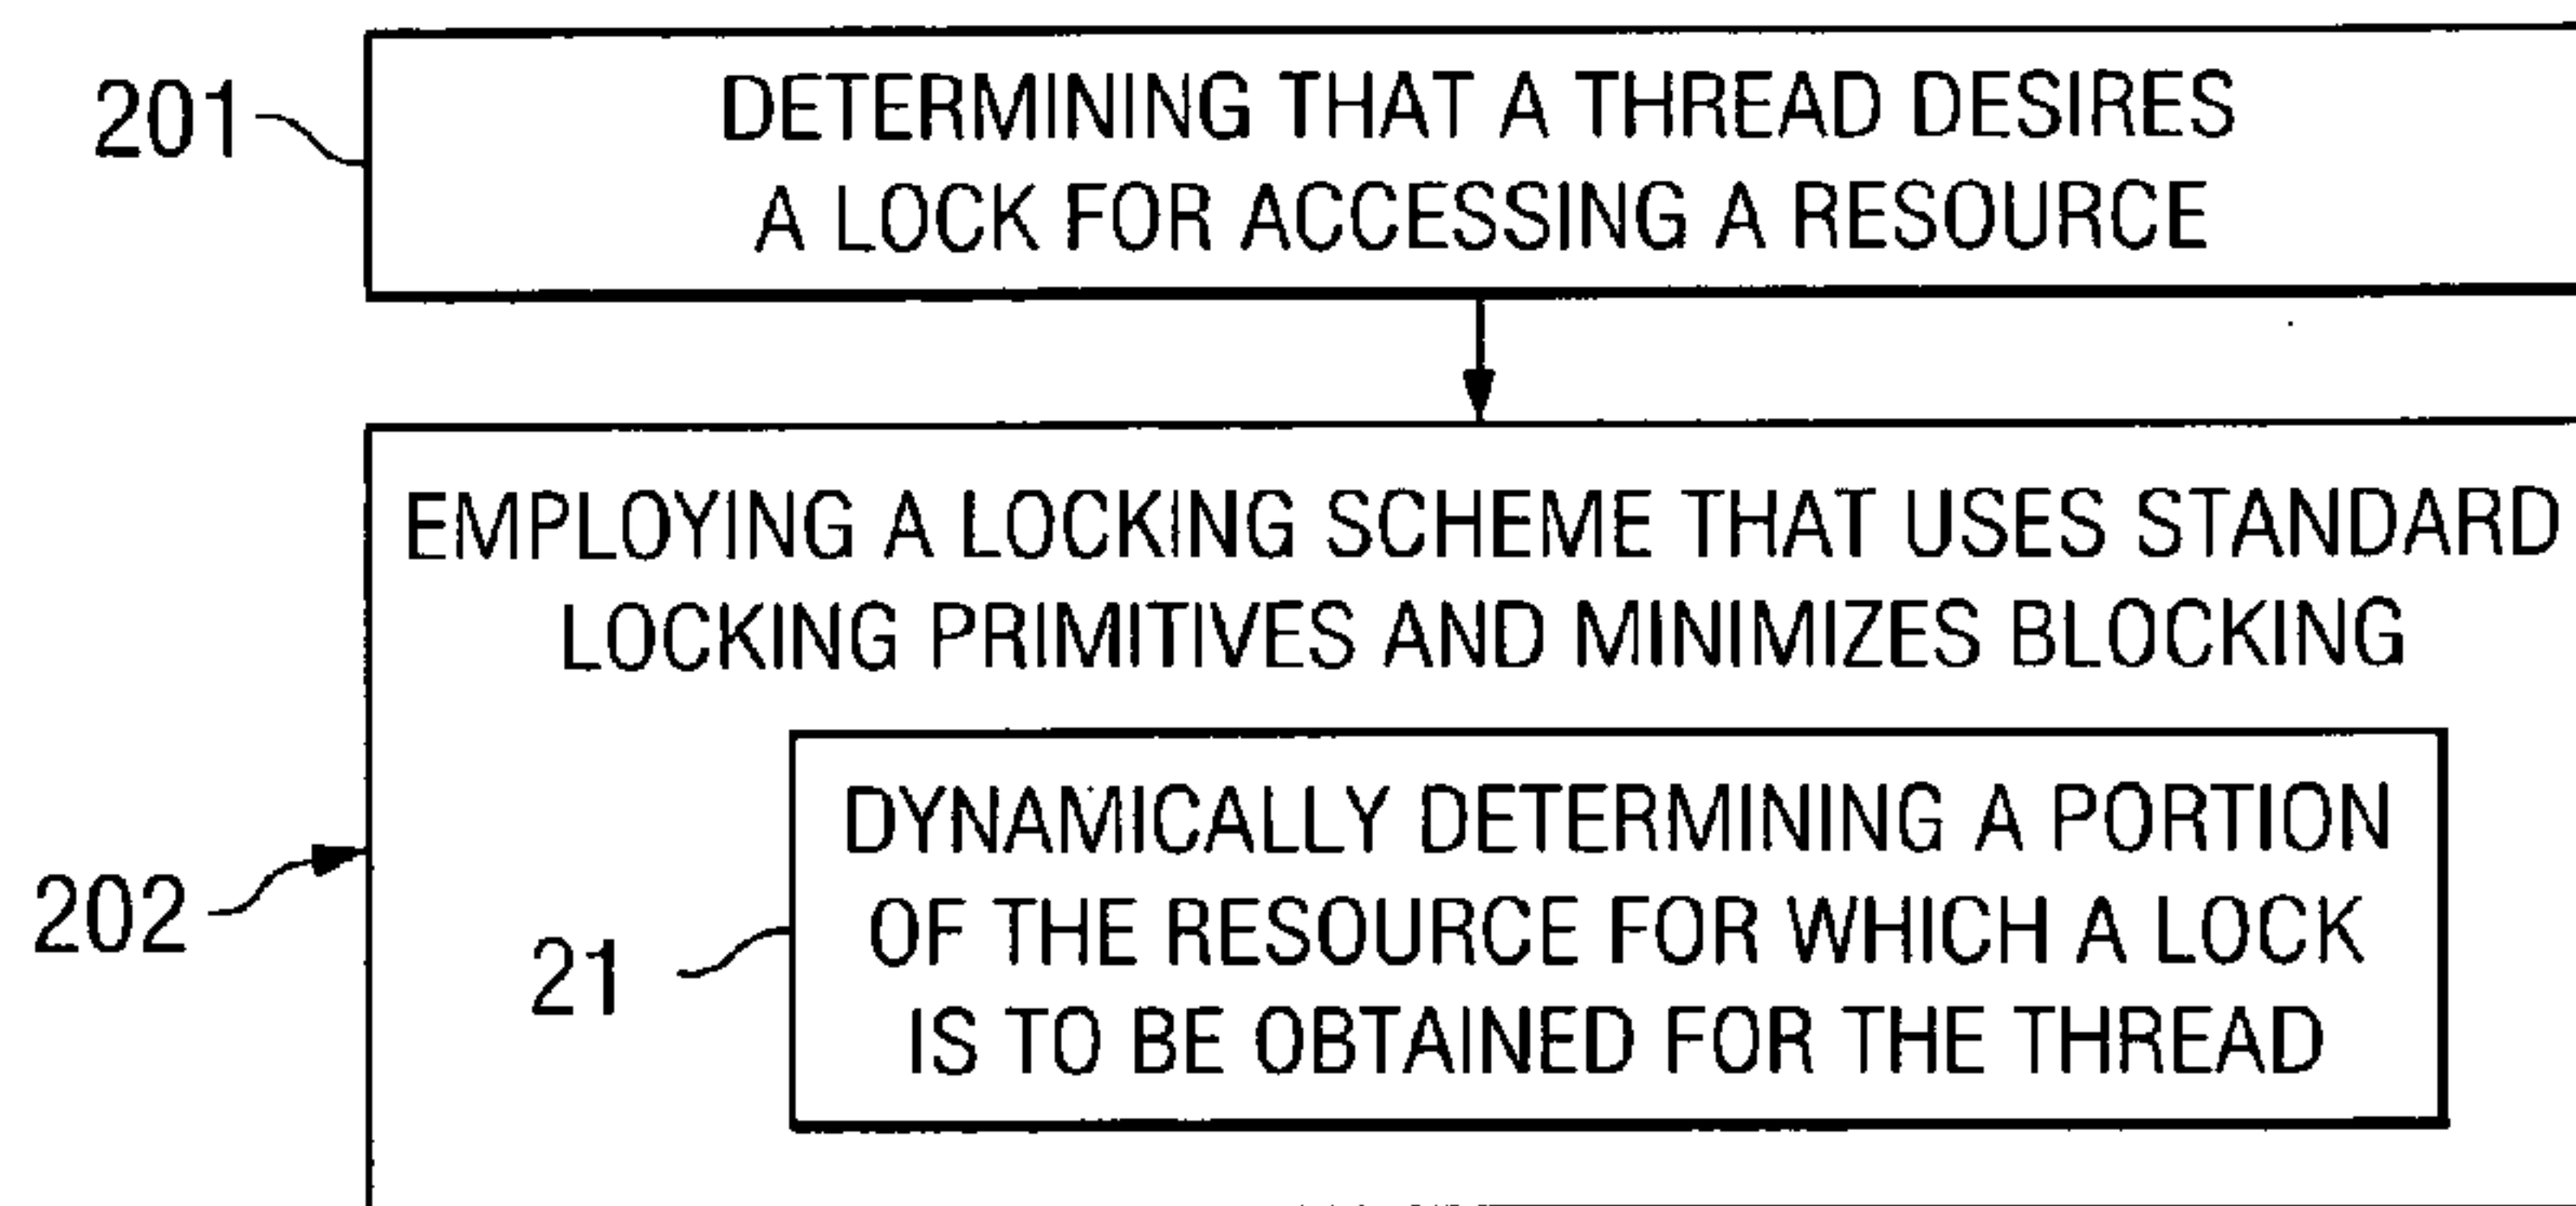 201
DETERMINING THAT A THREAD DESIRES
A LOCK FOR ACCESSING A RESOURCE
202
EMPLOYING A LOCKING SCHEME THAT USES STANDARD
LOCKING PRIMITIVES AND MINIMIZES BLOCKING
21
DYNAMICALLY DETERMINING A PORTION
OF THE RESOURCE FOR WHICH A LOCK
IS TO BE OBTAINED FOR THE THREAD